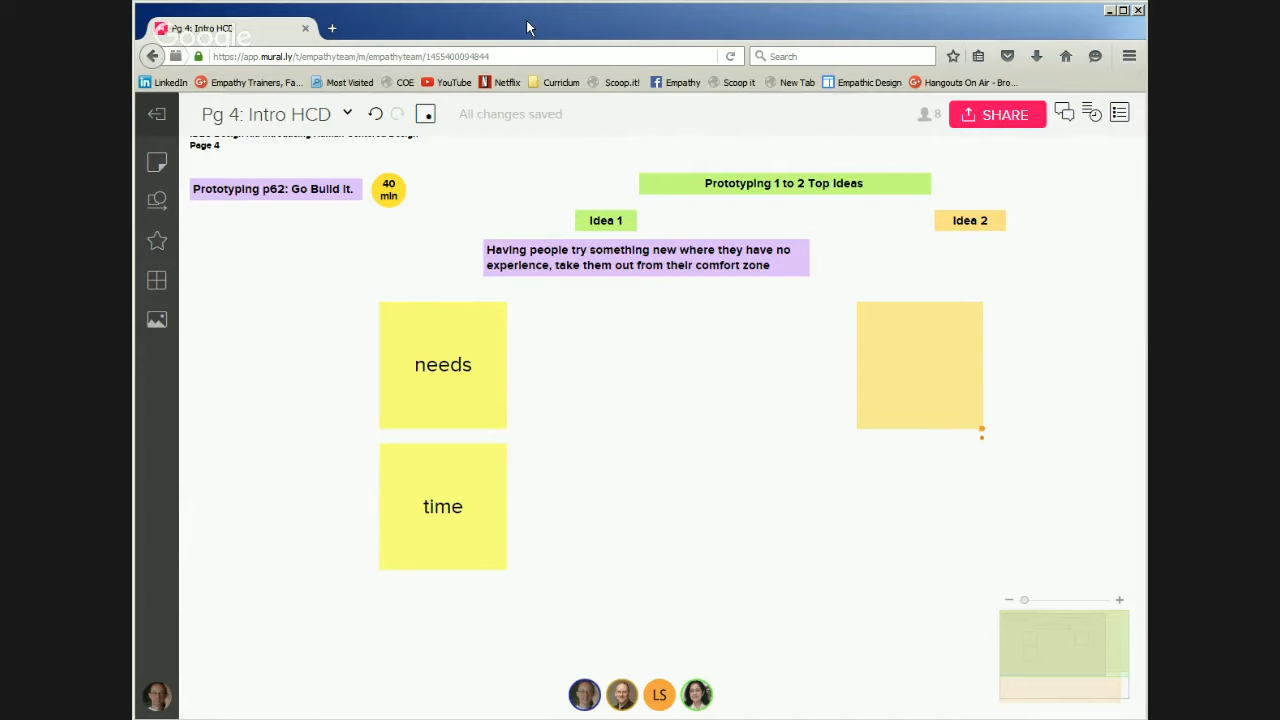 Pg 4: Intro HCD
Google
https://app.mural.ly/t/empathyteam/m/empathyteam/1455400094844
Search
LinkedIn
Empathy Trainers, Fa...
Most Visited
COE
YouTube
Netflix
Curriclum
Scoop.it!
Empathy
Scoop it
New Tab
Empathic Design
Hangouts On Air - Bro...
Pg 4: Intro HCD
All changes saved
8
SHARE
Page 4
Prototyping p62: Go Build it.
40
min
Prototyping 1 to 2 Top Ideas
Idea 1
Idea 2
Having people try something new where they have no
experience, take them out from their comfort zone
needs
time
LS